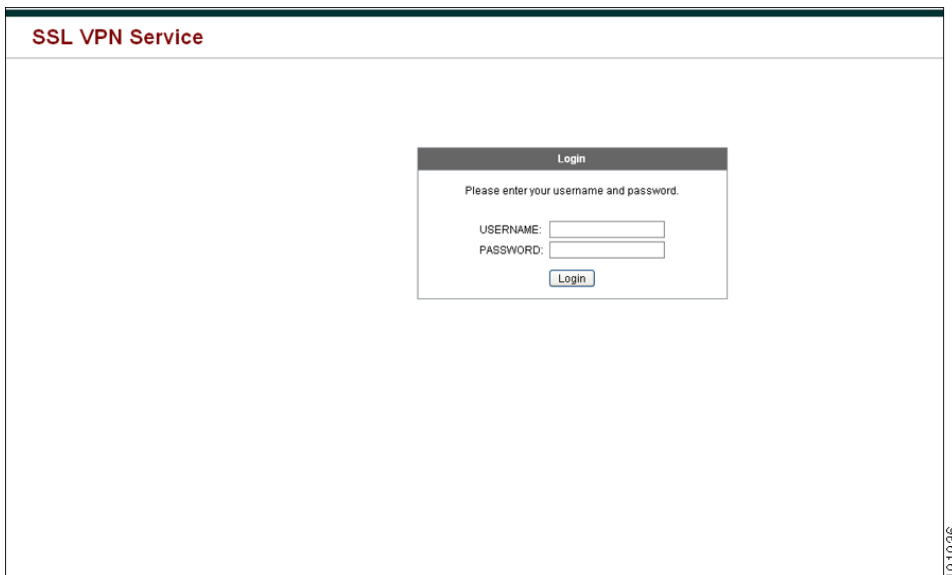 SSL VPN Service
Login
Please enter your username and password.
USERNAME:
PASSWORD:
Login